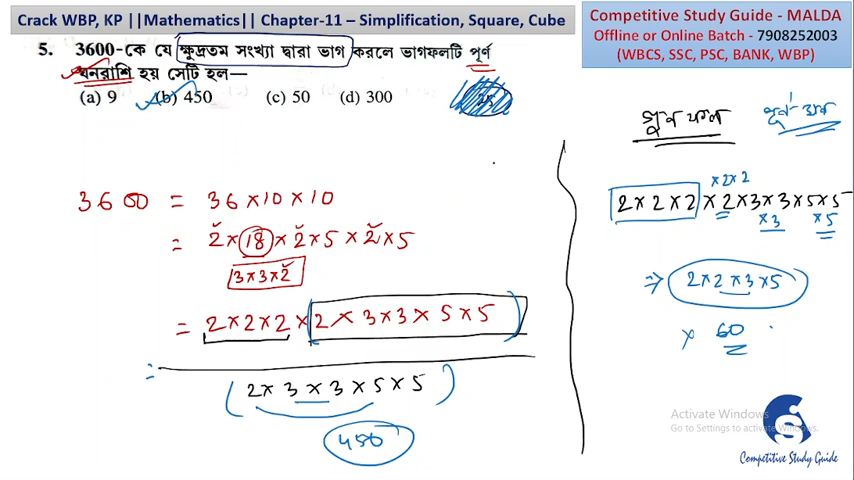 Crack WBP, KP ||Mathematics|| Chapter-11 – Simplification, Square, Cube
Competitive Study Guide - MALDA
Offline or Online Batch - 7908252003
(WBCS, SSC, PSC, BANK, WBP)
5. 3600-কে যে ক্ষুদ্রতম সংখ্যা দ্বারা ভাগ করলে ভাগফলটি পূর্ণ
ঘনরাশি হয় সেটি হল—
(a) 9 (b) 450 (c) 50 (d) 300
3600 = 36 × 10 × 10
= 2 × 18 × 2 × 5 × 2 × 5
3 × 3 × 2
= 2 × 2 × 2 × (2 × 3 × 3 × 5 × 5)
= (2 × 3 × 3 × 5 × 5)
450
গুন ফল
পূর্ন
×2×2
2 × 2 × 2 × 2 × 3 × 3 × 5 × 5
×3 ×5
⇒ 2 × 2 × 3 × 5
× 60
Activate Windows
Go to Settings to activate Windows.
Competitive Study Guide